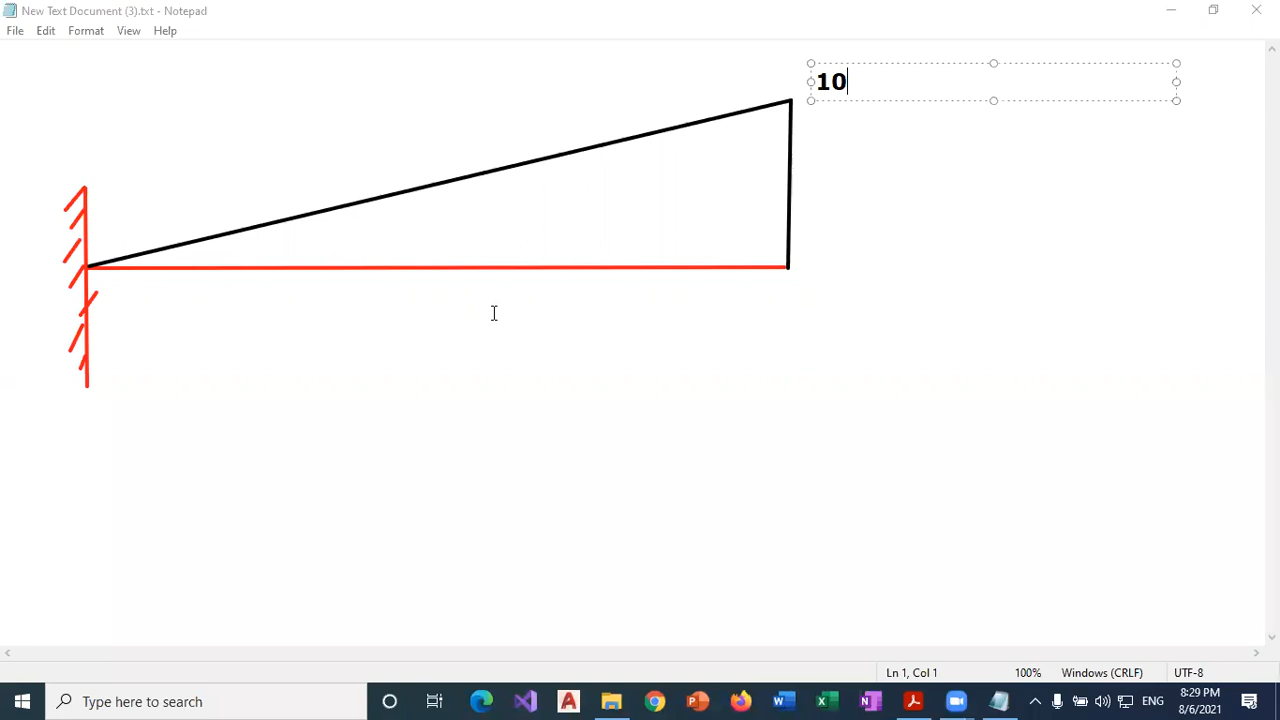 New Text Document (3).txt - Notepad
File Edit Format View Help
10
Ln 1, Col 1 100% Windows (CRLF) UTF-8
Type here to search
ENG
8:29 PM
8/6/2021